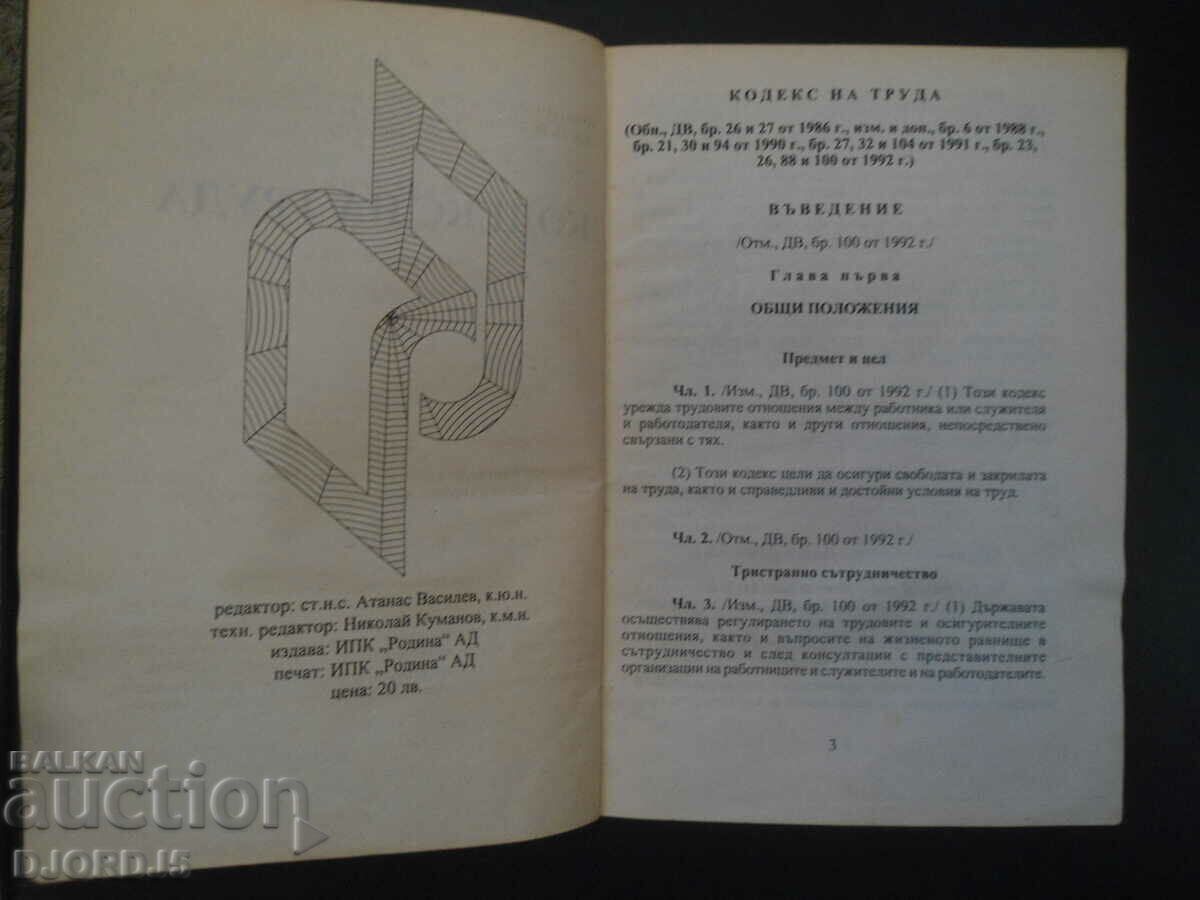 редактор: ст.н.с. Атанас Василев, к.ю.н.
техн. редактор: Николай Куманов, к.м.н.
издава: ИПК „Родина" АД
печат: ИПК „Родина" АД
цена: 20 лв.
КОДЕКС НА ТРУДА
(Обн., ДВ, бр. 26 и 27 от 1986 г., изм. и доп., бр. 6 от 1988 г.,
бр. 21, 30 и 94 от 1990 г., бр. 27, 32 и 104 от 1991 г., бр. 23,
26, 88 и 100 от 1992 г.)
ВЪВЕДЕНИЕ
/Отм., ДВ, бр. 100 от 1992 г./
Глава първа
ОБЩИ ПОЛОЖЕНИЯ
Предмет и цел
Чл. 1. /Изм., ДВ, бр. 100 от 1992 г./ (1) Този кодекс
урежда трудовите отношения между работника или служителя
и работодателя, както и други отношения, непосредствено
свързани с тях.
(2) Този кодекс цели да осигури свободата и закрилата
на труда, както и справедливи и достойни условия на труд.
Чл. 2. /Отм., ДВ, бр. 100 от 1992 г./
Тристранно сътрудничество
Чл. 3. /Изм., ДВ, бр. 100 от 1992 г./ (1) Държавата
осъществява регулирането на трудовите и осигурителните
отношения, както и въпросите на жизненото равнище в
сътрудничество и след консултации с представителните
организации на работниците и служителите и на работодателите.
3
BALKAN
auction
DJORD.J5